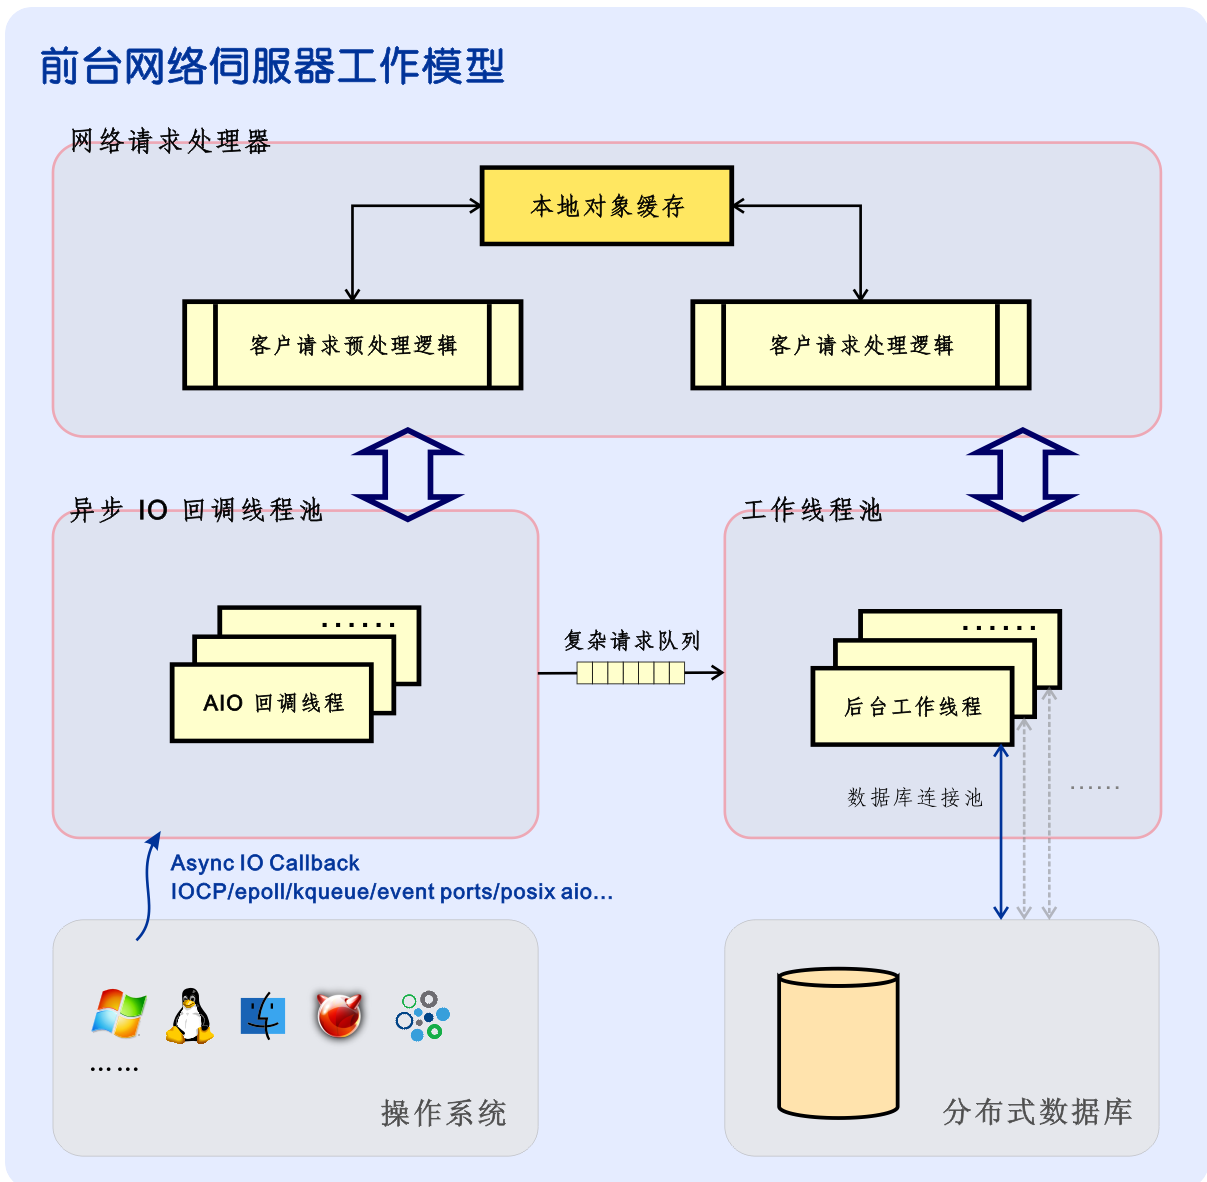 前台网络伺服器工作模型
网络请求处理器
本地对象缓存
客户请求预处理逻辑
客户请求处理逻辑
异步 IO 回调线程池
工作线程池
······
AIO 回调线程
复杂请求队列
······
后台工作线程
数据库连接池
······
Async IO Callback
IOCP/epoll/kqueue/event ports/posix aio...
······
操作系统
分布式数据库